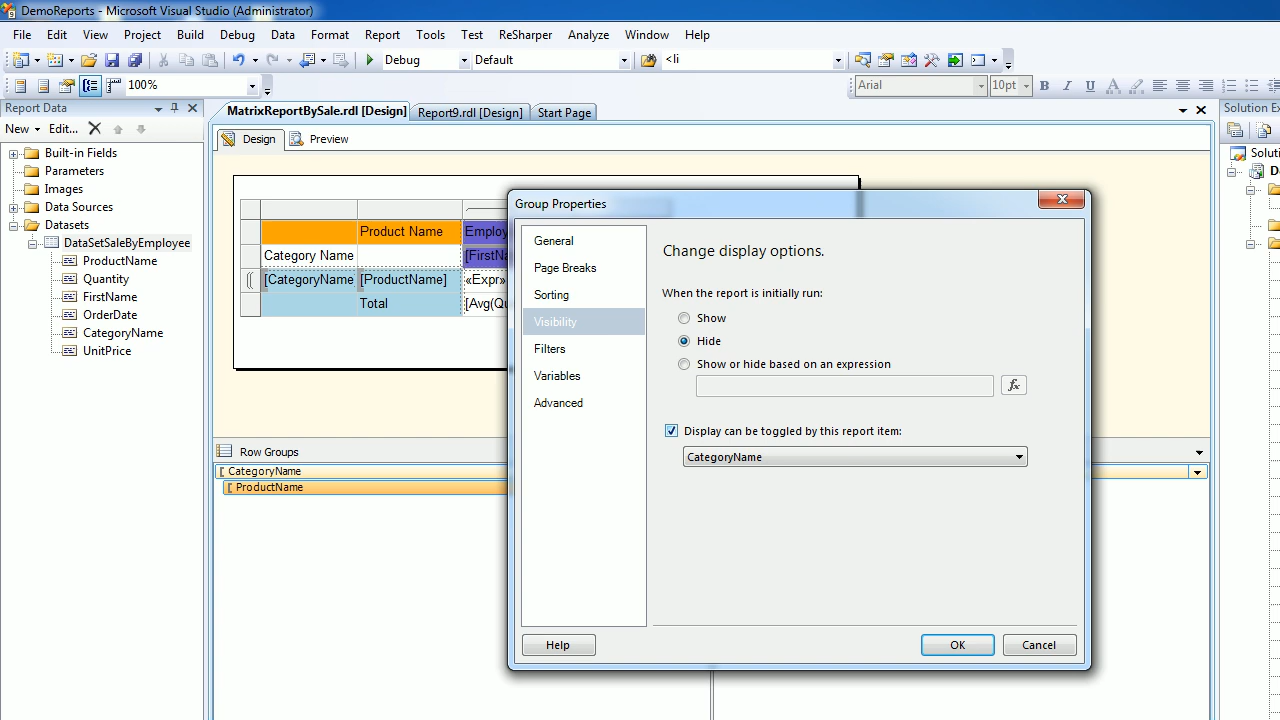 DemoReports - Microsoft Visual Studio (Administrator)
File Edit View Project Build Debug Data Format Report Tools Test ReSharper Analyze Window Help
Debug Default <li
100% Arial 10pt B I U A
Report Data MatrixReportBySale.rdl [Design] Report9.rdl [Design] Start Page Solution E
New Edit... Design Preview
Built-in Fields
Parameters
Images
Data Sources
Datasets
DataSetSaleByEmployee
ProductName
Quantity
FirstName
OrderDate
CategoryName
UnitPrice
Solutio
Product Name Employ
Category Name [FirstNa
[CategoryName [ProductName] «Expr»
Total [Avg(Qu
Row Groups
[ CategoryName
[ ProductName
Group Properties
General
Page Breaks
Sorting
Visibility
Filters
Variables
Advanced
Change display options.
When the report is initially run:
Show
Hide
Show or hide based on an expression
fx
Display can be toggled by this report item:
CategoryName
Help OK Cancel